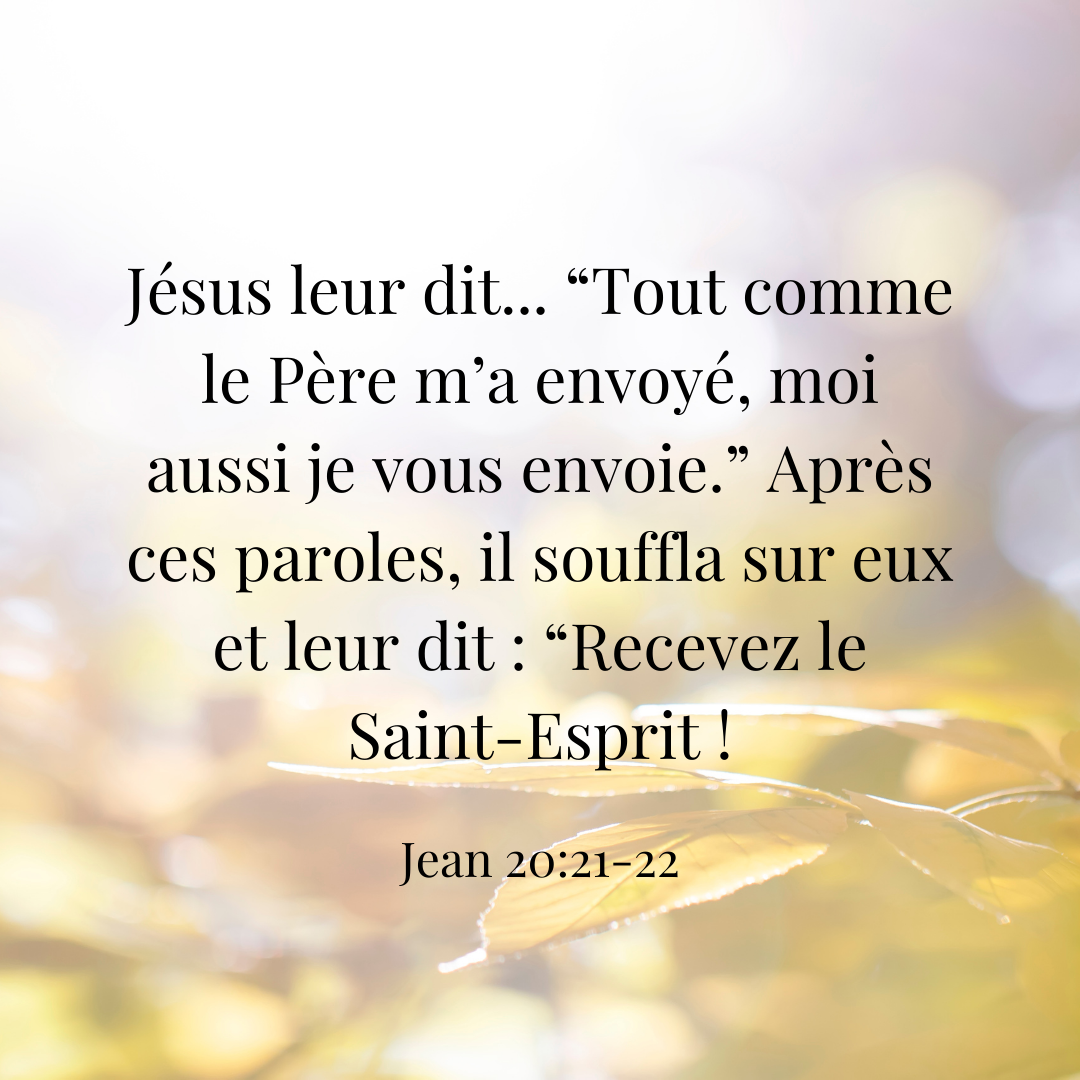 Jésus leur dit... “Tout comme
le Père m’a envoyé, moi
aussi je vous envoie.” Après
ces paroles, il souffla sur eux
et leur dit : “Recevez le
Saint-Esprit !
Jean 20:21-22